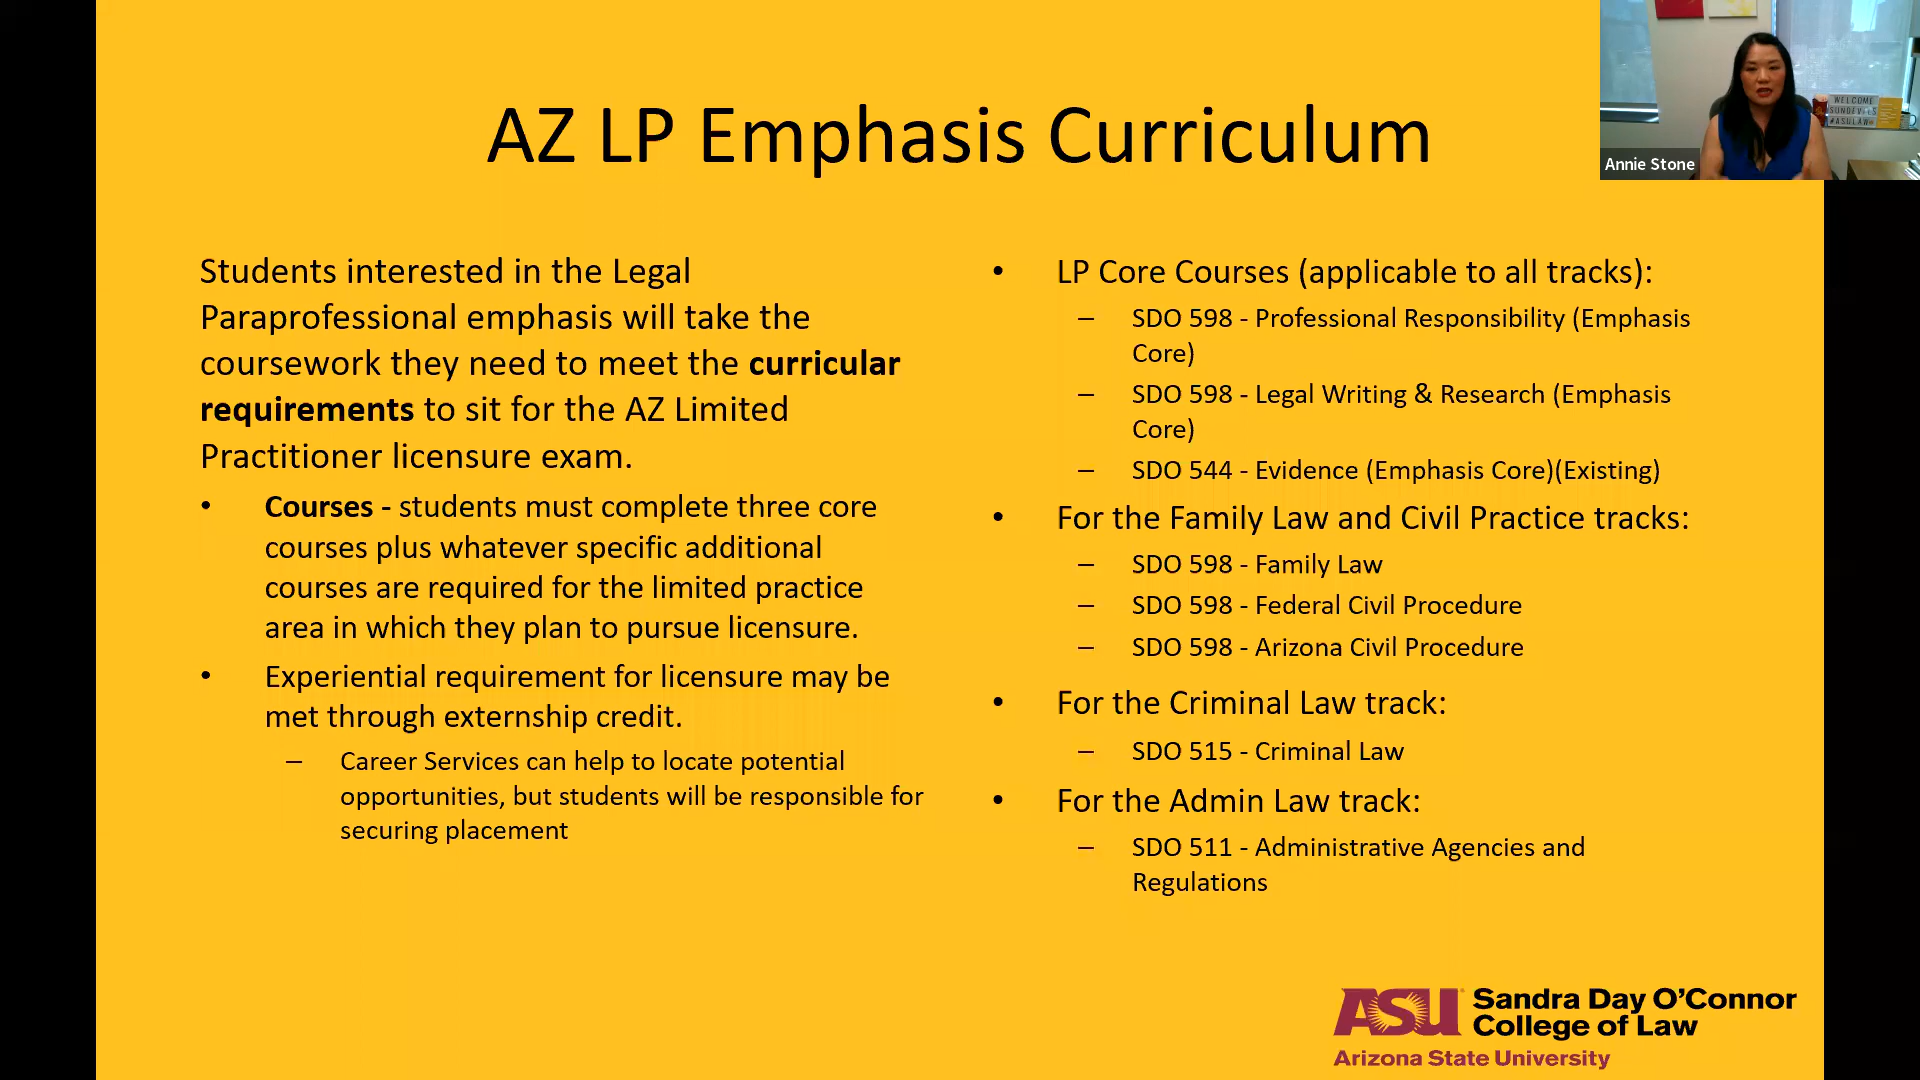 AZ LP Emphasis Curriculum
WELCOME
SUNDEVILS
#ASULAW
Annie Stone
Students interested in the Legal
Paraprofessional emphasis will take the
coursework they need to meet the curricular
requirements to sit for the AZ Limited
Practitioner licensure exam.
• Courses - students must complete three core
courses plus whatever specific additional
courses are required for the limited practice
area in which they plan to pursue licensure.
• Experiential requirement for licensure may be
met through externship credit.
– Career Services can help to locate potential
opportunities, but students will be responsible for
securing placement
• LP Core Courses (applicable to all tracks):
– SDO 598 - Professional Responsibility (Emphasis
Core)
– SDO 598 - Legal Writing & Research (Emphasis
Core)
– SDO 544 - Evidence (Emphasis Core)(Existing)
• For the Family Law and Civil Practice tracks:
– SDO 598 - Family Law
– SDO 598 - Federal Civil Procedure
– SDO 598 - Arizona Civil Procedure
• For the Criminal Law track:
– SDO 515 - Criminal Law
• For the Admin Law track:
– SDO 511 - Administrative Agencies and
Regulations
ASU Sandra Day O'Connor
College of Law
Arizona State University